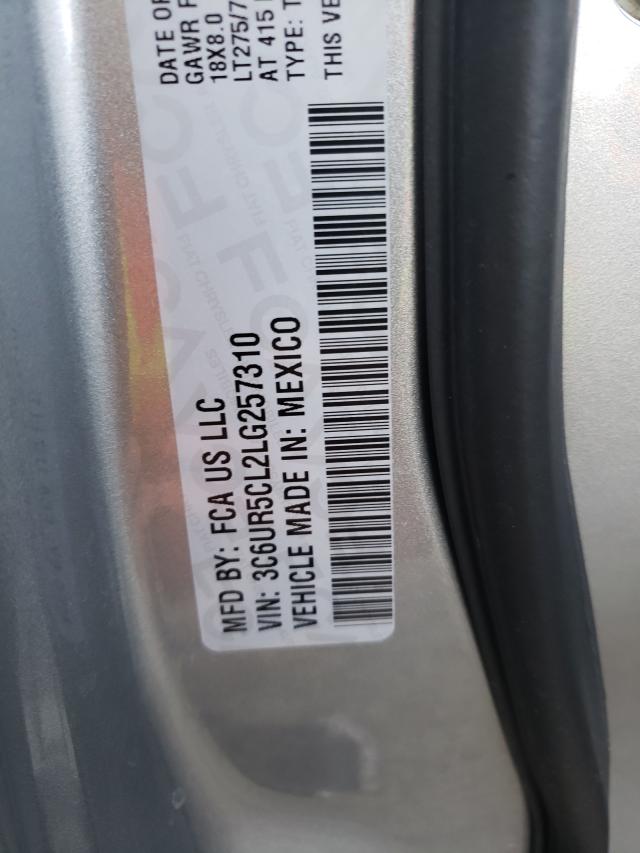 DATE OF
GAWR F
18X8.0
LT275/7
AT 415
TYPE: T
THIS VE
MFD BY: FCA US LLC
VIN: 3C6UR5CL2LG257310
VEHICLE MADE IN: MEXICO